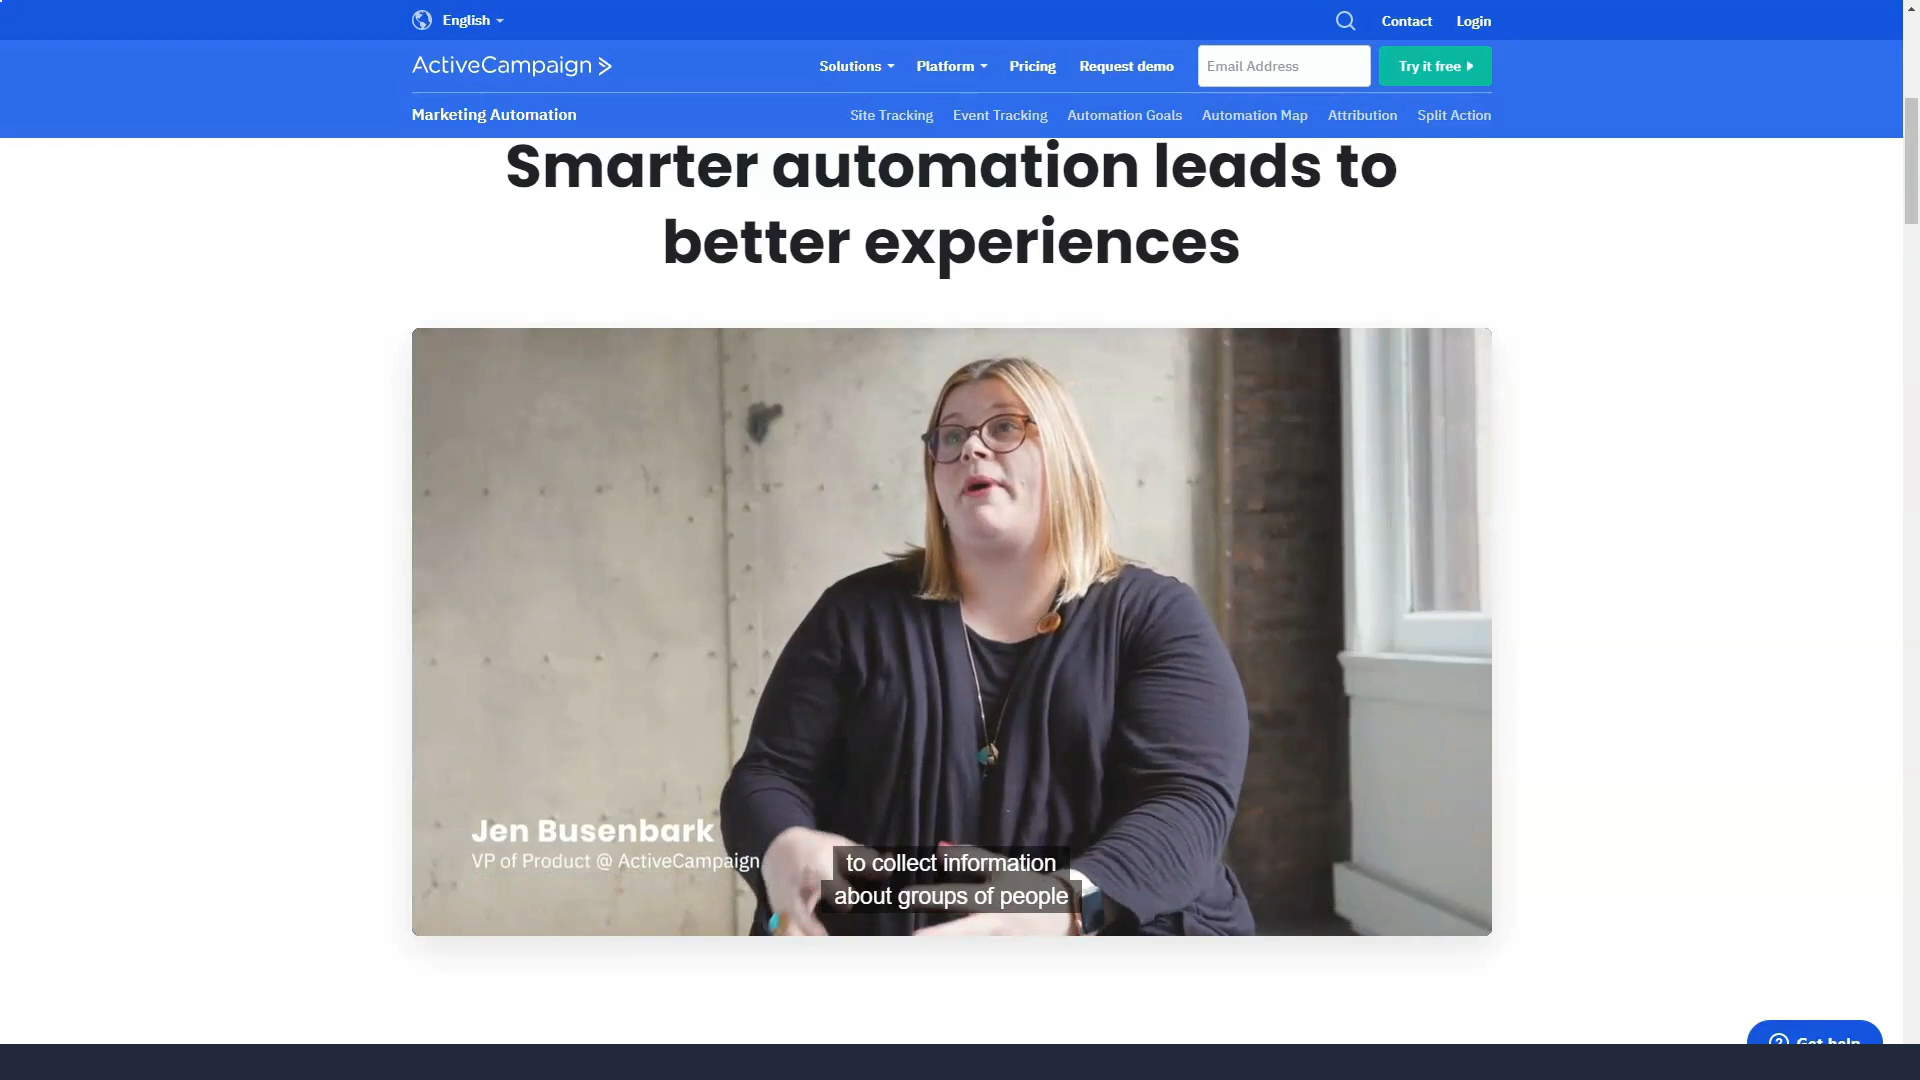 English
Contact
Login
ActiveCampaign
Solutions
Platform
Pricing
Request demo
Email Address
Try it free
Marketing Automation
Site Tracking
Event Tracking
Automation Goals
Automation Map
Attribution
Split Action
Smarter automation leads to
better experiences
Jen Busenbark
VP of Product @ ActiveCampaign
to collect information
about groups of people
Get help